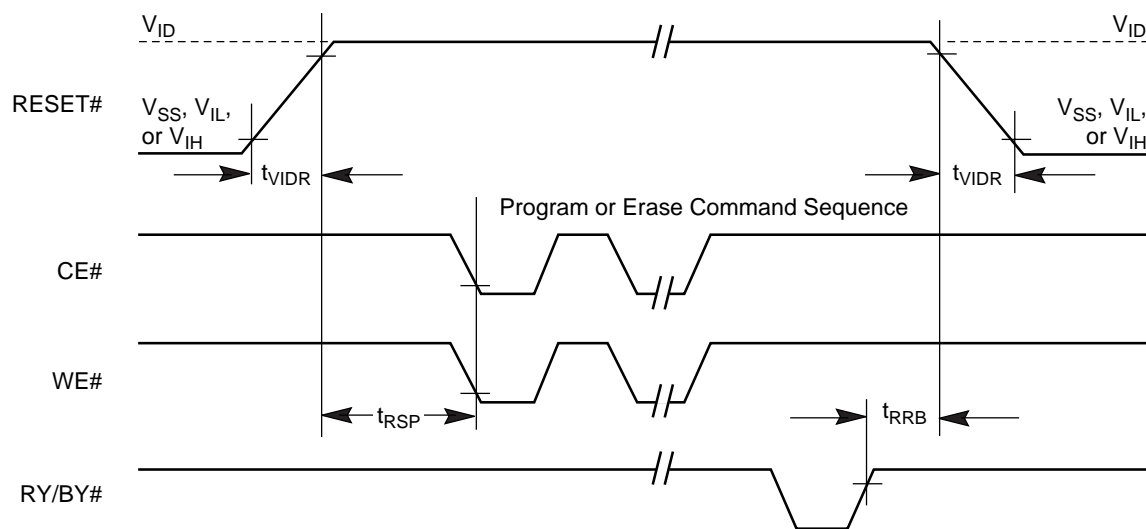 VID
VID
RESET#
VSS, VIL,
or VIH
VSS, VIL,
or VIH
tVIDR
tVIDR
Program or Erase Command Sequence
CE#
WE#
tRSP
tRRB
RY/BY#